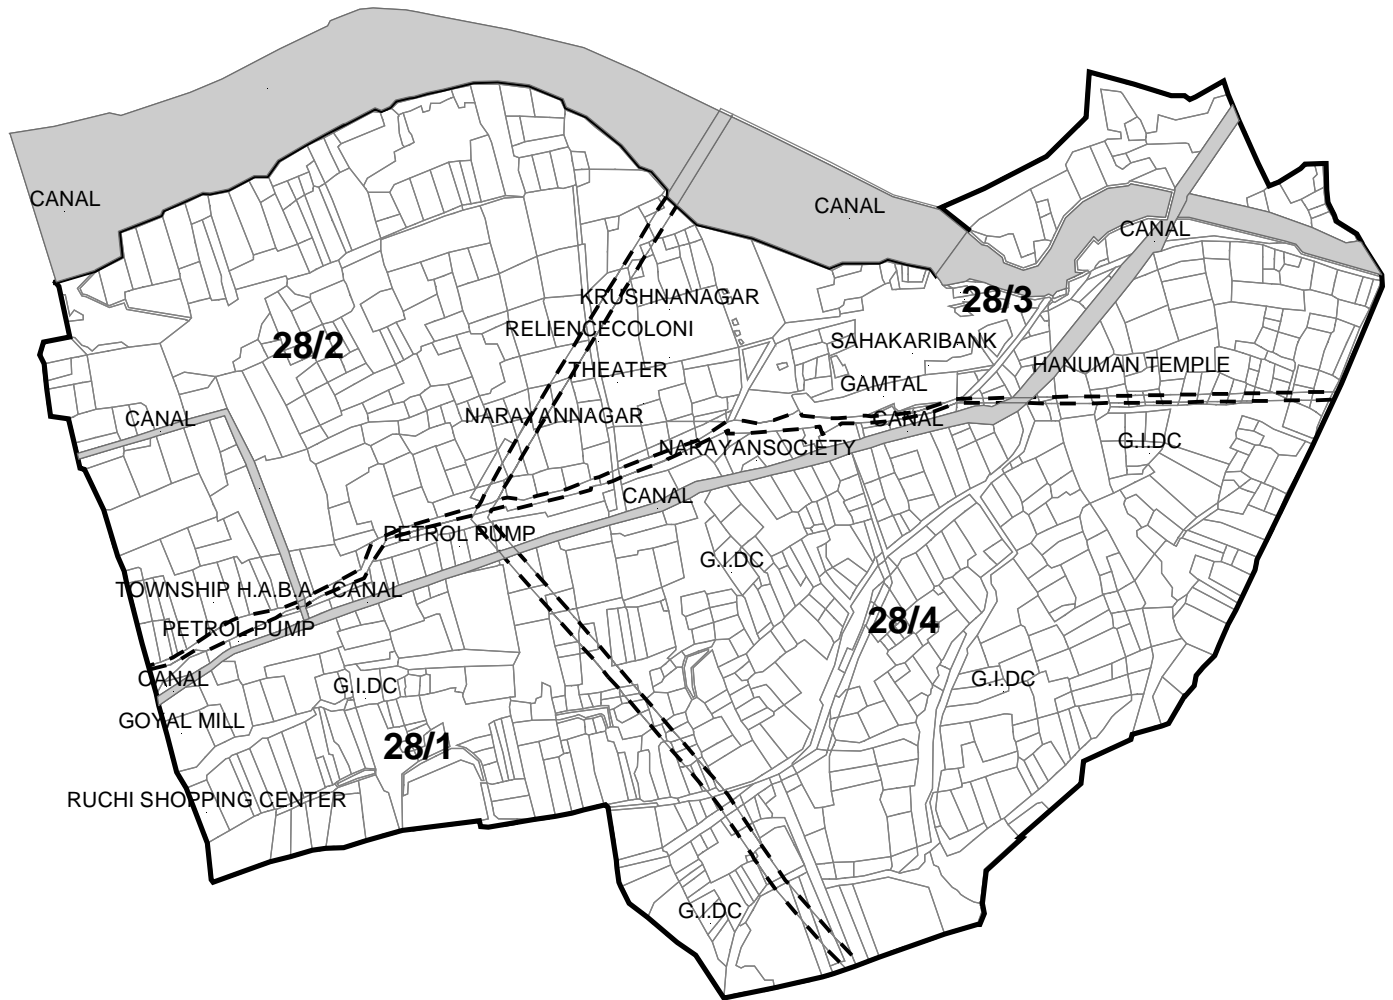 CANAL
CANAL
CANAL
KRUSHNANAGAR
28/3
RELIENCECOLONI
SAHAKARIBANK
28/2
THEATER
HANUMAN TEMPLE
GAMTAL
NARAYANNAGAR
CANAL
CANAL
G.I.DC
NARAYANSOCIETY
CANAL
PETROL PUMP
G.I.DC
TOWNSHIP H.A.B.A
CANAL
28/4
PETROL PUMP
CANAL
G.I.DC
G.I.DC
GOYAL MILL
28/1
RUCHI SHOPPING CENTER
G.I.DC